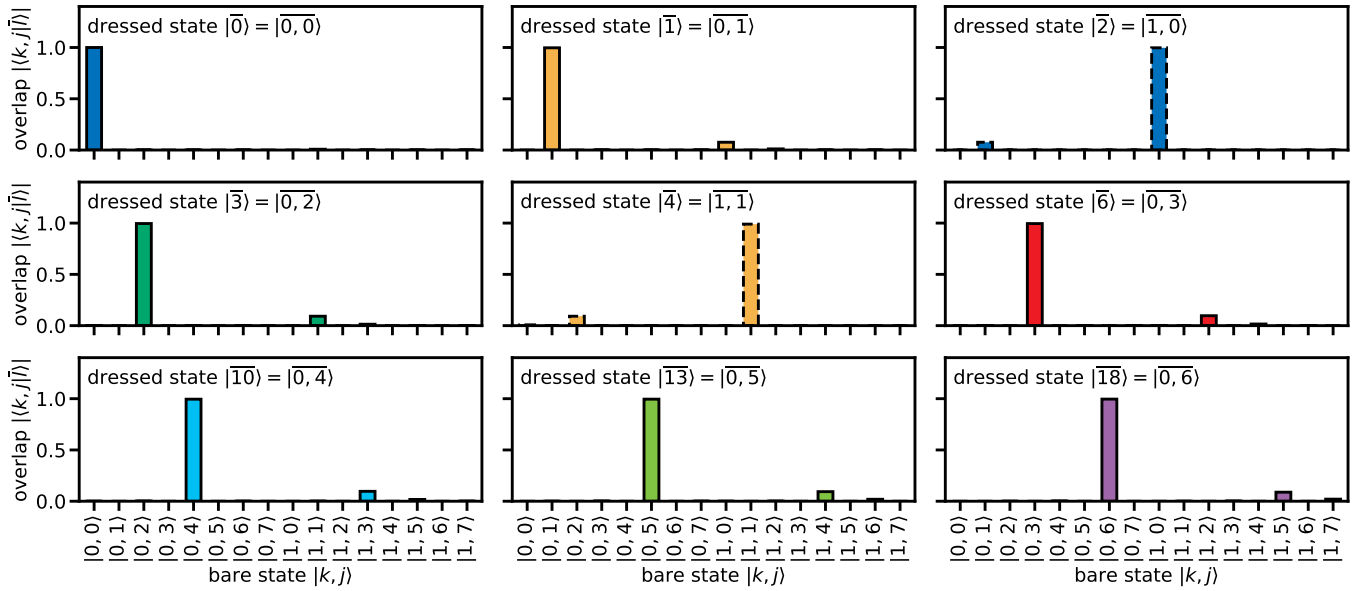 dressed state |0̅⟩ = |0, 0̅⟩
dressed state |1̅⟩ = |0, 1̅⟩
dressed state |2̅⟩ = |1, 0̅⟩
overlap |⟨k, j|l̅⟩|
1.0
0.5
0.0
dressed state |3̅⟩ = |0, 2̅⟩
dressed state |4̅⟩ = |1, 1̅⟩
dressed state |6̅⟩ = |0, 3̅⟩
overlap |⟨k, j|l̅⟩|
1.0
0.5
0.0
dressed state |1̅0̅⟩ = |0, 4̅⟩
dressed state |1̅3̅⟩ = |0, 5̅⟩
dressed state |1̅8̅⟩ = |0, 6̅⟩
overlap |⟨k, j|l̅⟩|
1.0
0.5
0.0
|0, 0⟩ |0, 1⟩ |0, 2⟩ |0, 3⟩ |0, 4⟩ |0, 5⟩ |0, 6⟩ |0, 7⟩ |1, 0⟩ |1, 1⟩ |1, 2⟩ |1, 3⟩ |1, 4⟩ |1, 5⟩ |1, 6⟩ |1, 7⟩
|0, 0⟩ |0, 1⟩ |0, 2⟩ |0, 3⟩ |0, 4⟩ |0, 5⟩ |0, 6⟩ |0, 7⟩ |1, 0⟩ |1, 1⟩ |1, 2⟩ |1, 3⟩ |1, 4⟩ |1, 5⟩ |1, 6⟩ |1, 7⟩
|0, 0⟩ |0, 1⟩ |0, 2⟩ |0, 3⟩ |0, 4⟩ |0, 5⟩ |0, 6⟩ |0, 7⟩ |1, 0⟩ |1, 1⟩ |1, 2⟩ |1, 3⟩ |1, 4⟩ |1, 5⟩ |1, 6⟩ |1, 7⟩
bare state |k, j⟩
bare state |k, j⟩
bare state |k, j⟩